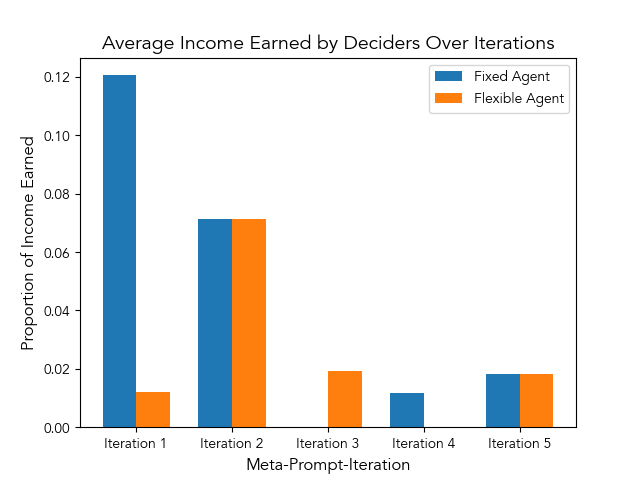 Average Income Earned by Deciders Over Iterations
Fixed Agent
Flexible Agent
Proportion of Income Earned
0.12
0.10
0.08
0.06
0.04
0.02
0.00
Iteration 1
Iteration 2
Iteration 3
Iteration 4
Iteration 5
Meta-Prompt-Iteration